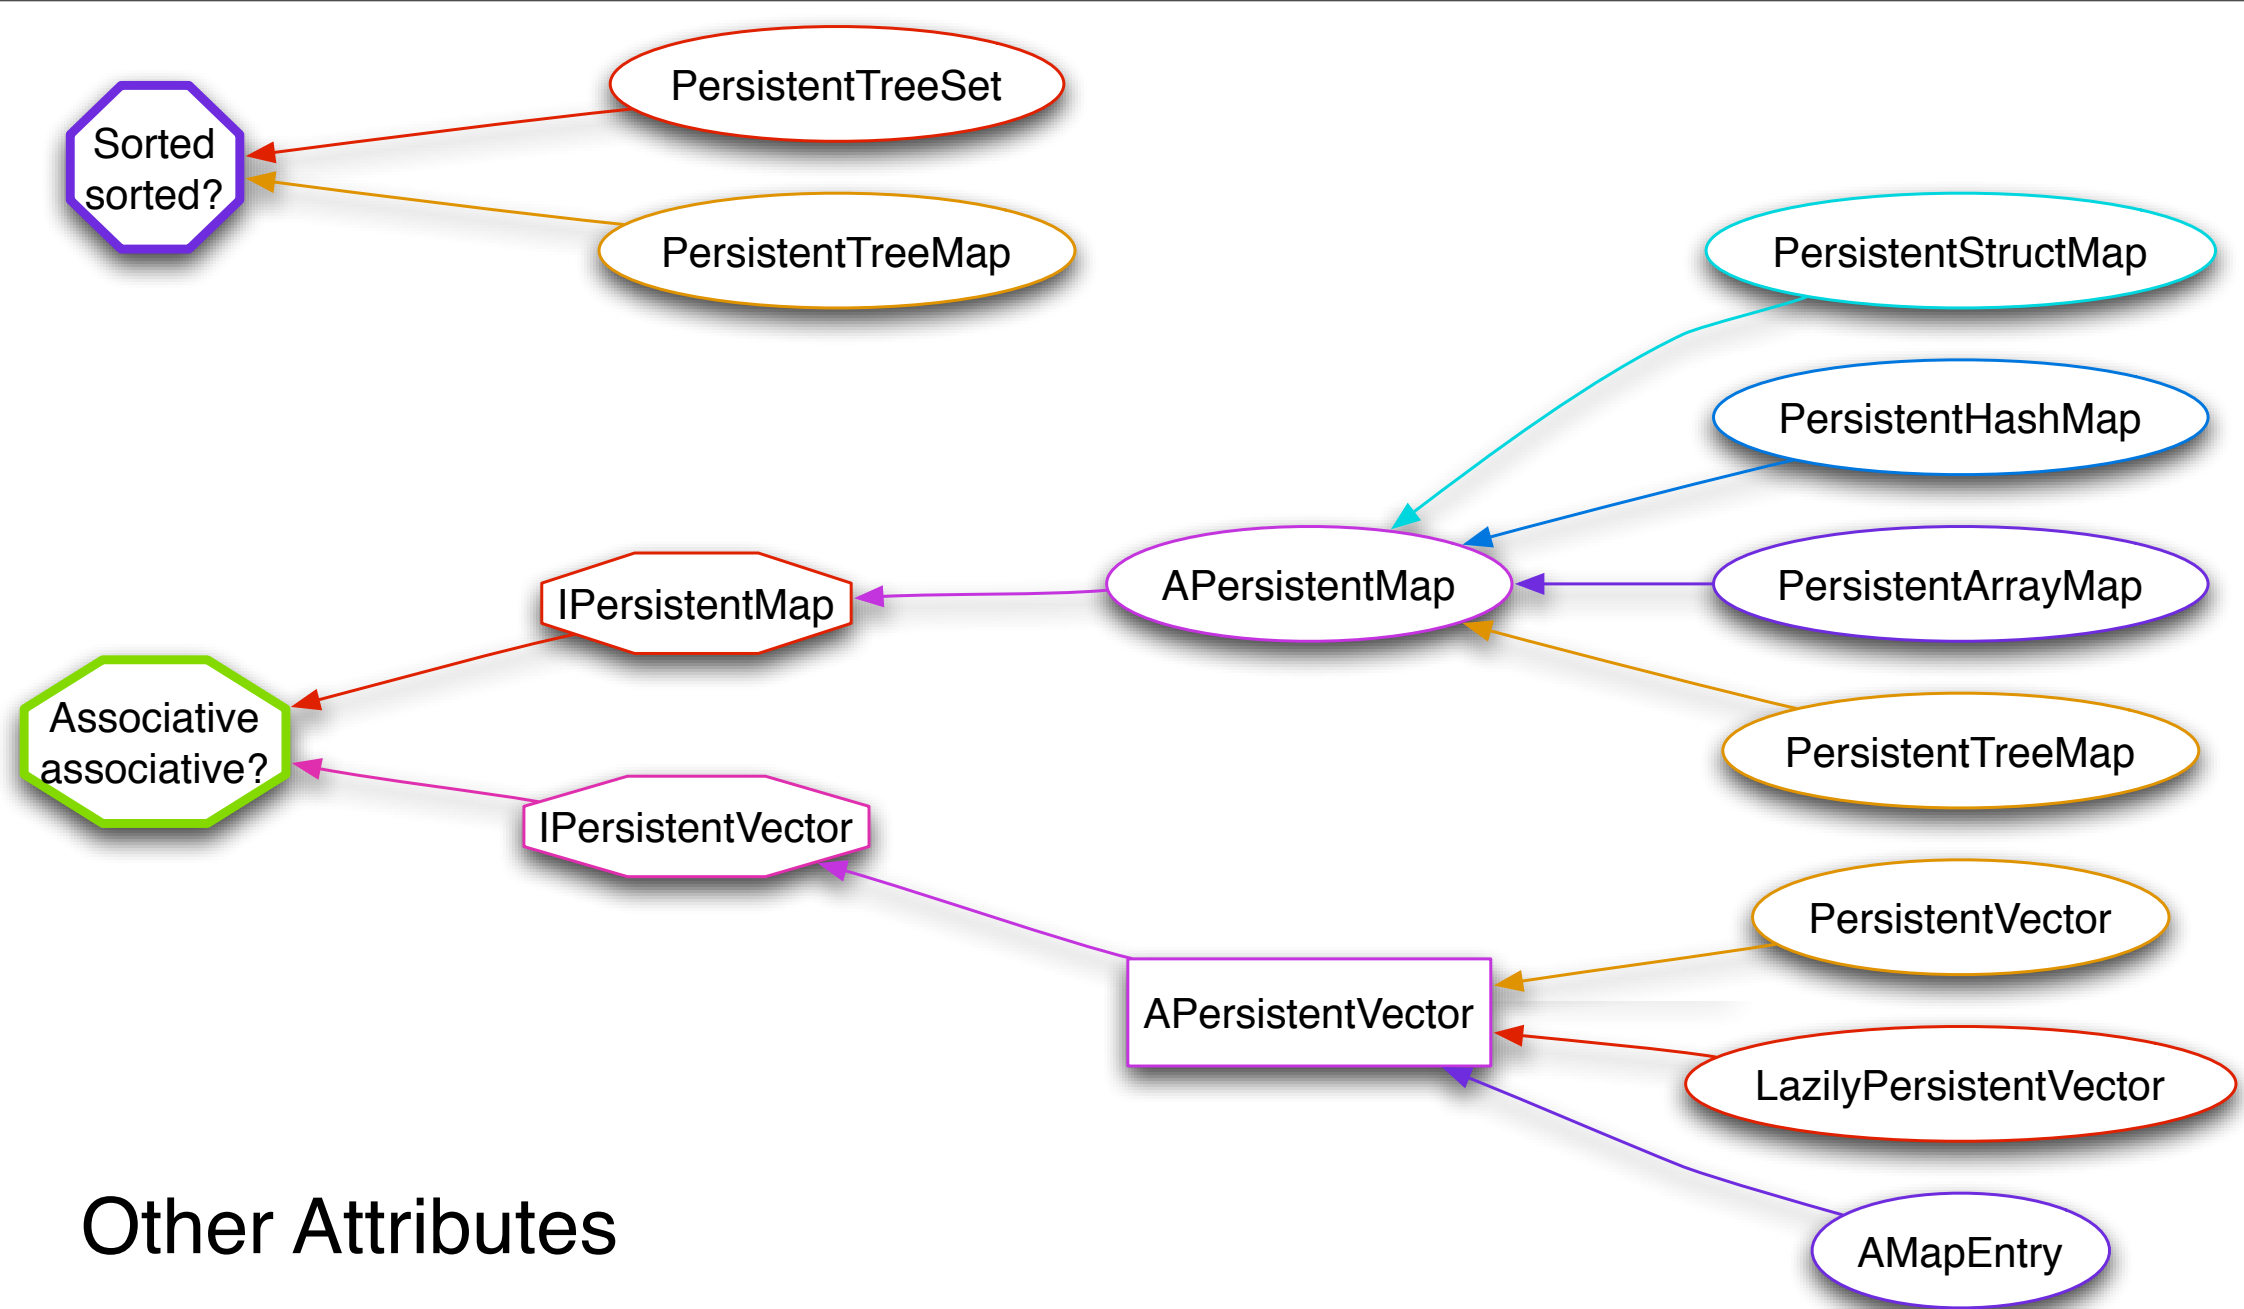 PersistentTreeSet
Sorted
sorted?
PersistentTreeMap
PersistentStructMap
PersistentHashMap
IPersistentMap
APersistentMap
PersistentArrayMap
Associative
associative?
PersistentTreeMap
IPersistentVector
PersistentVector
APersistentVector
LazilyPersistentVector
Other Attributes
AMapEntry